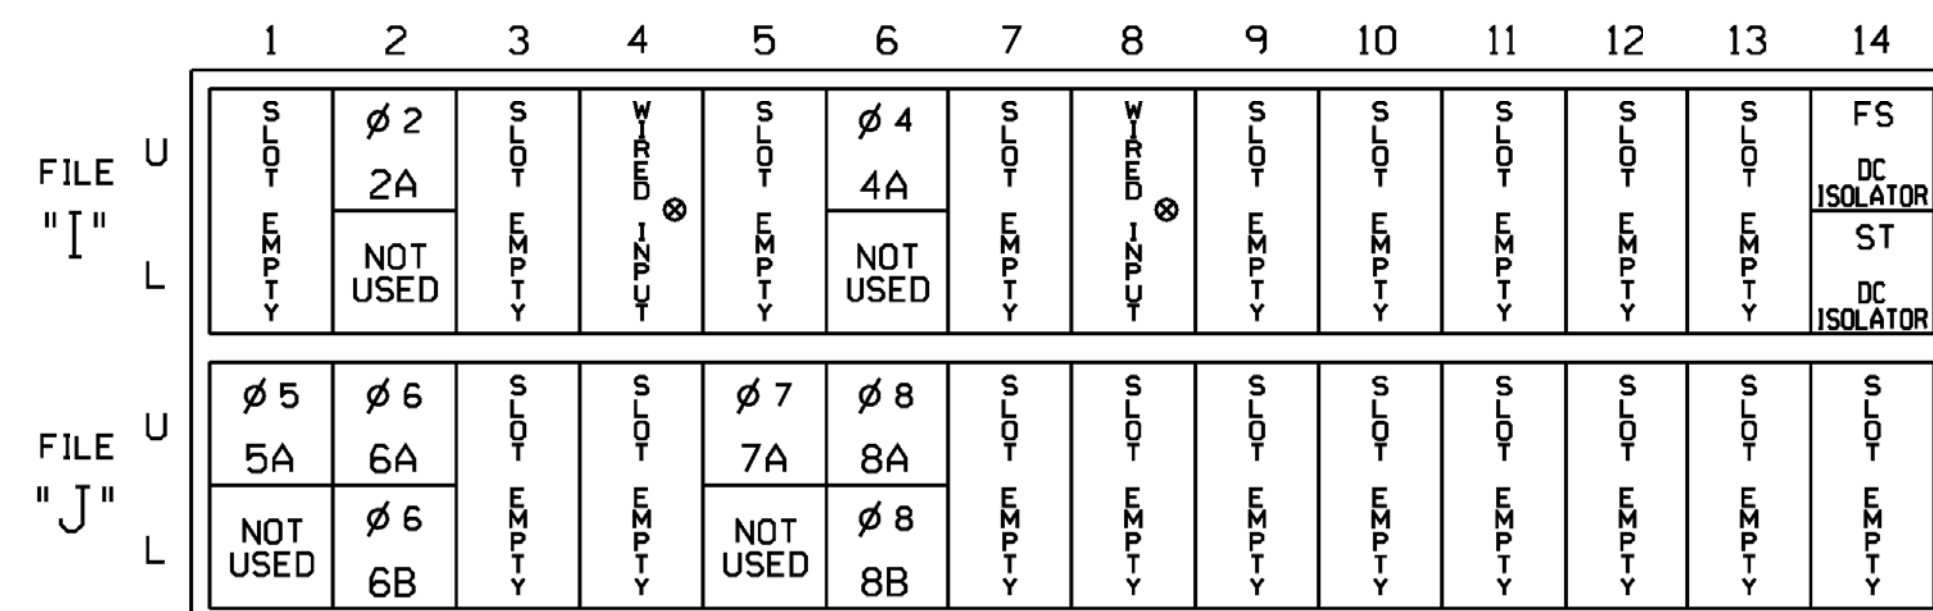 1 2 3 4 5 6 7 8 9 10 11 12 13 14
FILE "I"
U
L
SLOT EMPTY
Ø 2
2A
NOT USED
SLOT EMPTY
WIRED INPUT
SLOT EMPTY
Ø 4
4A
NOT USED
SLOT EMPTY
WIRED INPUT
SLOT EMPTY
SLOT EMPTY
SLOT EMPTY
SLOT EMPTY
SLOT EMPTY
FS
DC
ISOLATOR
ST
DC
ISOLATOR
FILE "J"
U
L
Ø 5
5A
NOT USED
Ø 6
6A
Ø 6
6B
SLOT EMPTY
SLOT EMPTY
Ø 7
7A
NOT USED
Ø 8
8A
Ø 8
8B
SLOT EMPTY
SLOT EMPTY
SLOT EMPTY
SLOT EMPTY
SLOT EMPTY
SLOT EMPTY
SLOT EMPTY
SLOT EMPTY